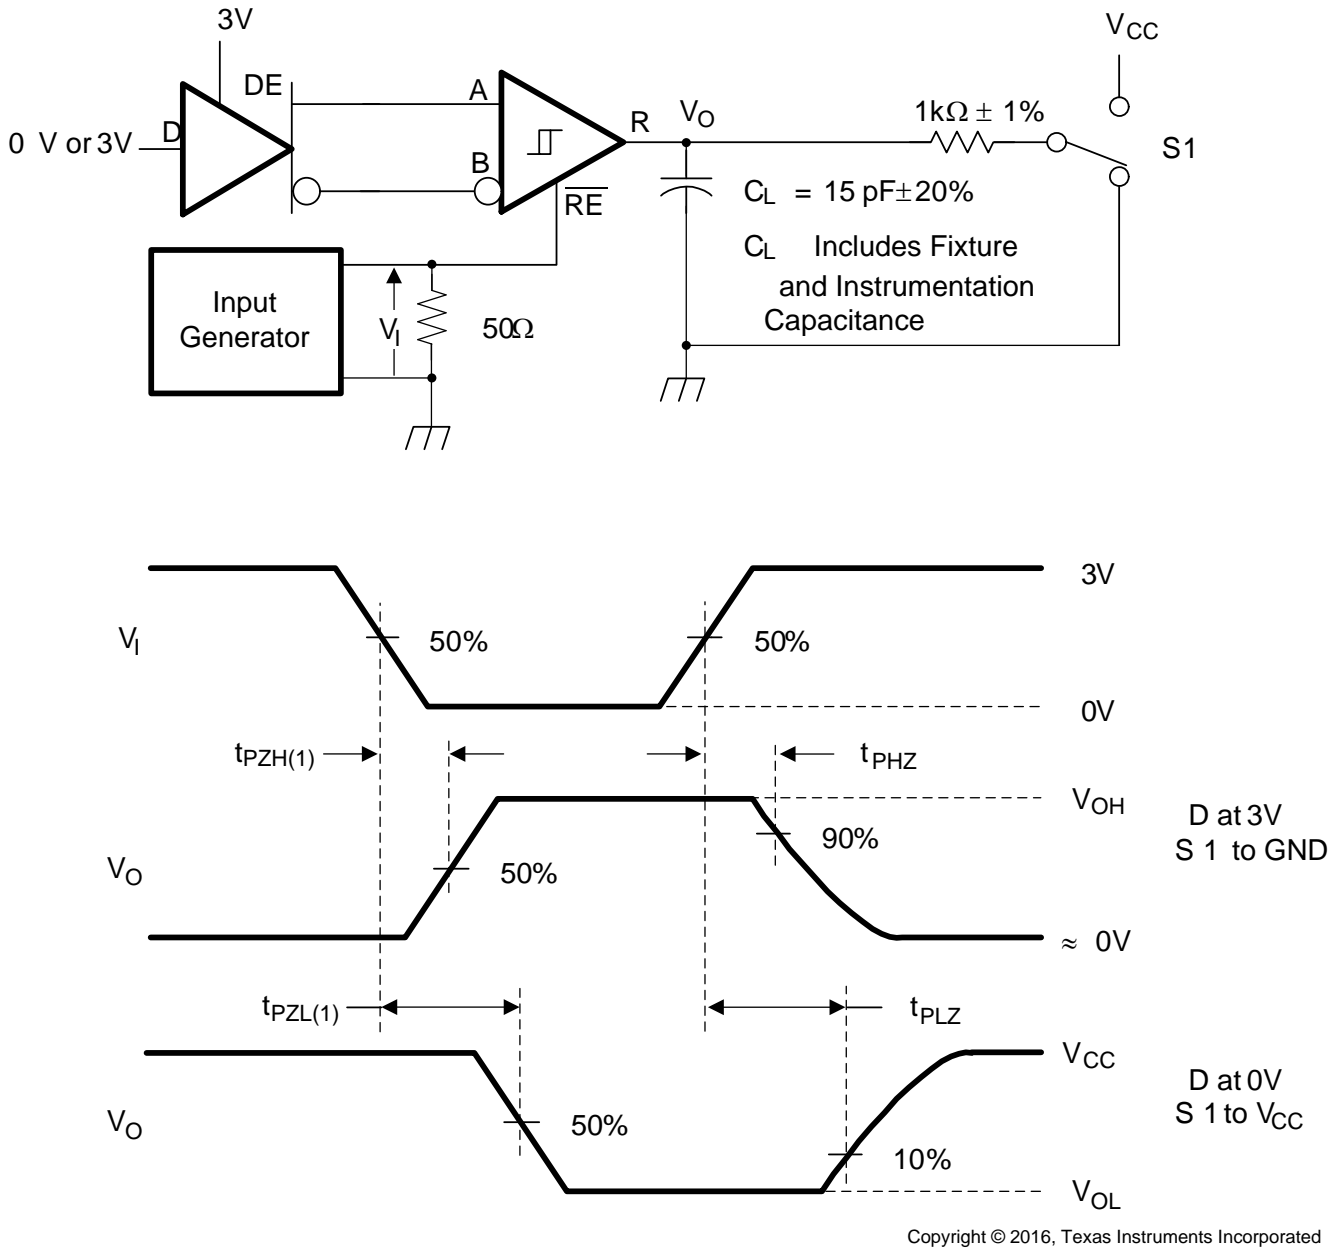 3V
V_CC
DE
A
1kΩ ± 1%
R
V_O
D
0 V or 3V
S1
B
R̅E̅
C_L = 15 pF±20%
C_L Includes Fixture
and Instrumentation
Capacitance
Input
Generator
V_I
50Ω
3V
V_I
50%
50%
0V
t_PZH(1)
t_PHZ
V_OH
D at 3V
S 1 to GND
90%
V_O
50%
≈ 0V
t_PZL(1)
t_PLZ
V_CC
D at 0V
S 1 to V_CC
V_O
50%
10%
V_OL
Copyright © 2016, Texas Instruments Incorporated